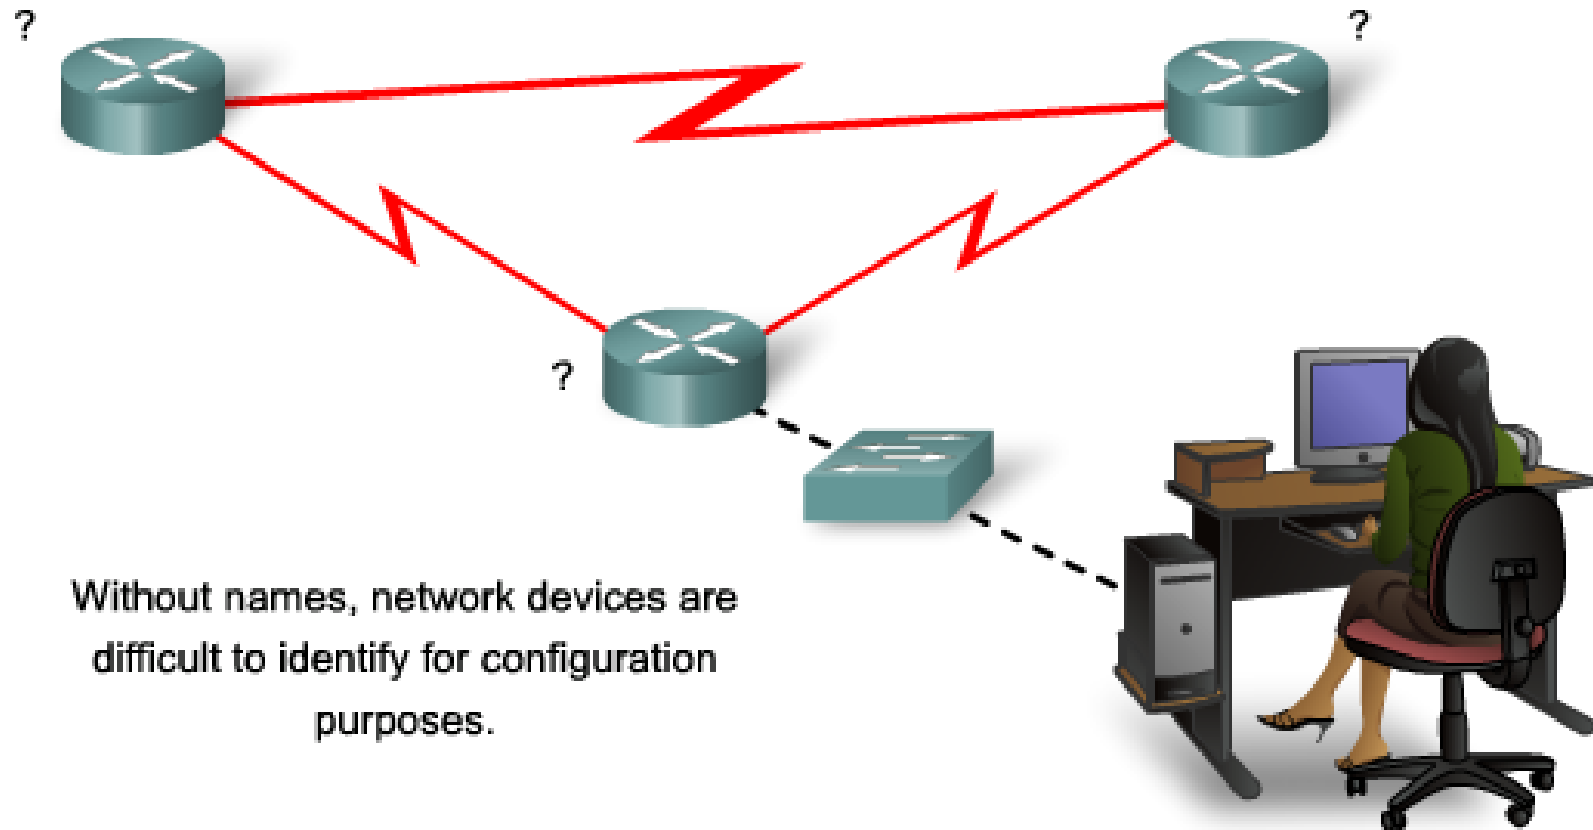 ?
?
?
Without names, network devices are
difficult to identify for configuration
purposes.